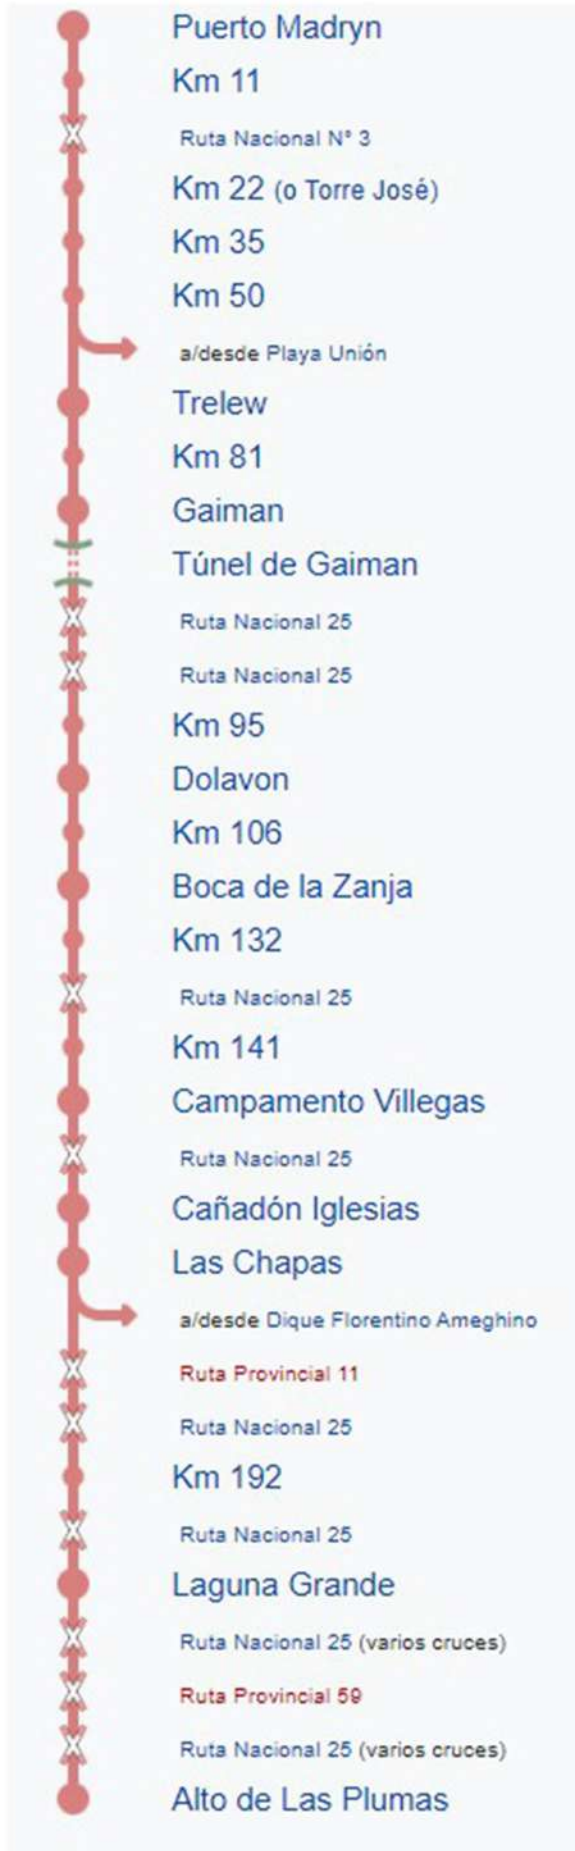 Puerto Madryn
Km 11
Ruta Nacional N° 3
Km 22 (o Torre José)
Km 35
Km 50
a/desde Playa Unión
Trelew
Km 81
Gaiman
Túnel de Gaiman
Ruta Nacional 25
Ruta Nacional 25
Km 95
Dolavon
Km 106
Boca de la Zanja
Km 132
Ruta Nacional 25
Km 141
Campamento Villegas
Ruta Nacional 25
Cañadón Iglesias
Las Chapas
a/desde Dique Florentino Ameghino
Ruta Provincial 11
Ruta Nacional 25
Km 192
Ruta Nacional 25
Laguna Grande
Ruta Nacional 25 (varios cruces)
Ruta Provincial 59
Ruta Nacional 25 (varios cruces)
Alto de Las Plumas